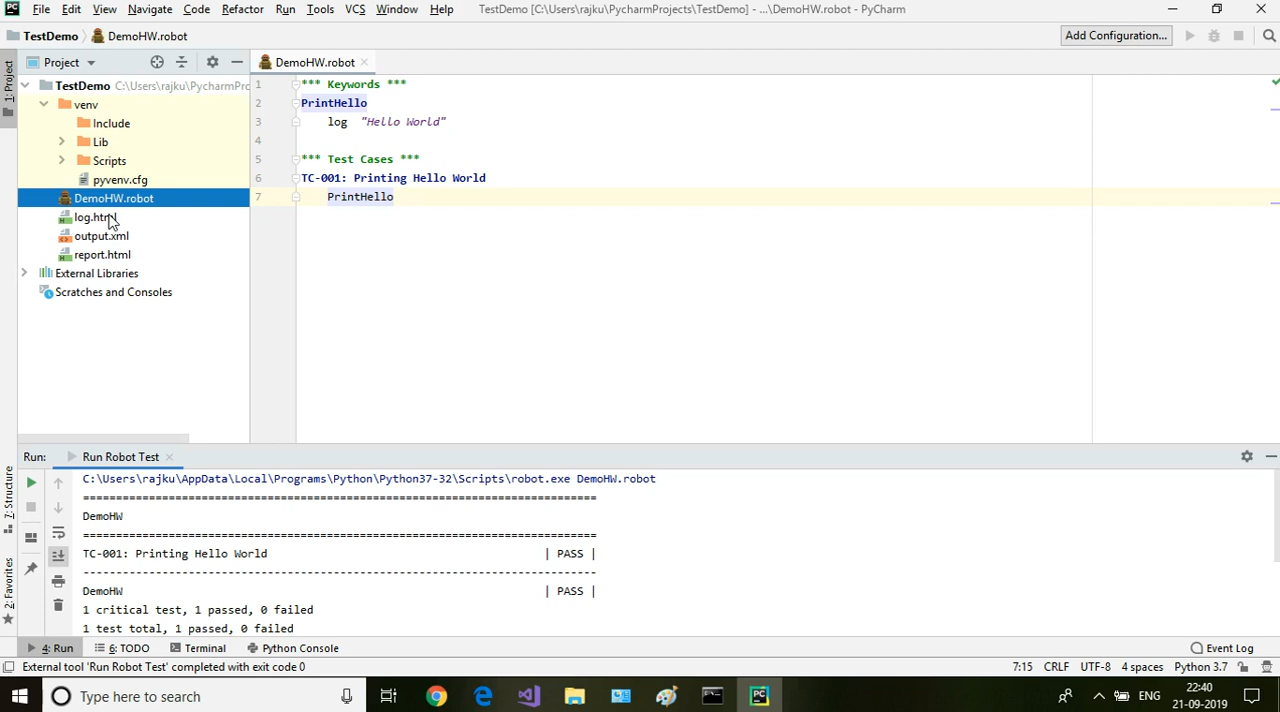 File Edit View Navigate Code Refactor Run Tools VCS Window Help TestDemo [C:\Users\rajku\PycharmProjects\TestDemo] - ...\DemoHW.robot - PyCharm
TestDemo DemoHW.robot Add Configuration...
1: Project
Project
DemoHW.robot
TestDemo C:\Users\rajku\PycharmPro
venv
Include
Lib
Scripts
pyvenv.cfg
DemoHW.robot
log.html
output.xml
report.html
External Libraries
Scratches and Consoles
1 *** Keywords ***
2 PrintHello
3 log "Hello World"
4
5 *** Test Cases ***
6 TC-001: Printing Hello World
7 PrintHello
7: Structure
2: Favorites
Run: Run Robot Test
C:\Users\rajku\AppData\Local\Programs\Python\Python37-32\Scripts\robot.exe DemoHW.robot
==============================================================================
DemoHW
==============================================================================
TC-001: Printing Hello World | PASS |
------------------------------------------------------------------------------
DemoHW | PASS |
1 critical test, 1 passed, 0 failed
1 test total, 1 passed, 0 failed
4: Run 6: TODO Terminal Python Console Event Log
External tool 'Run Robot Test' completed with exit code 0 7:15 CRLF UTF-8 4 spaces Python 3.7
Type here to search
PC
ENG
22:40
21-09-2019